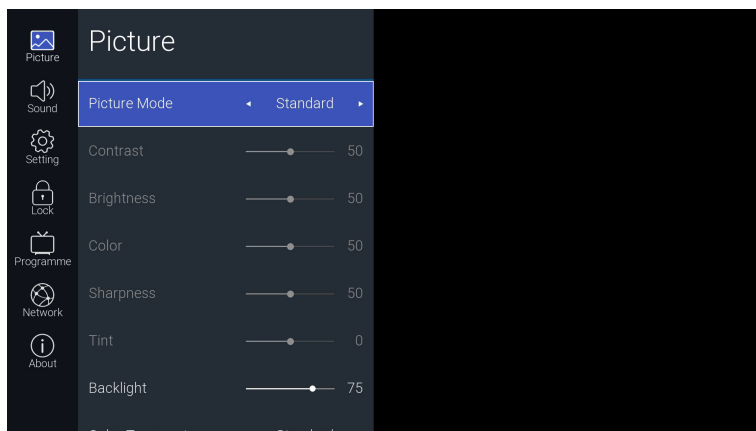 Picture
Picture
Picture Mode Standard
Sound
Contrast 50
Setting
Brightness 50
Lock
Color 50
Programme
Sharpness 50
Network
Tint 0
About
Backlight 75